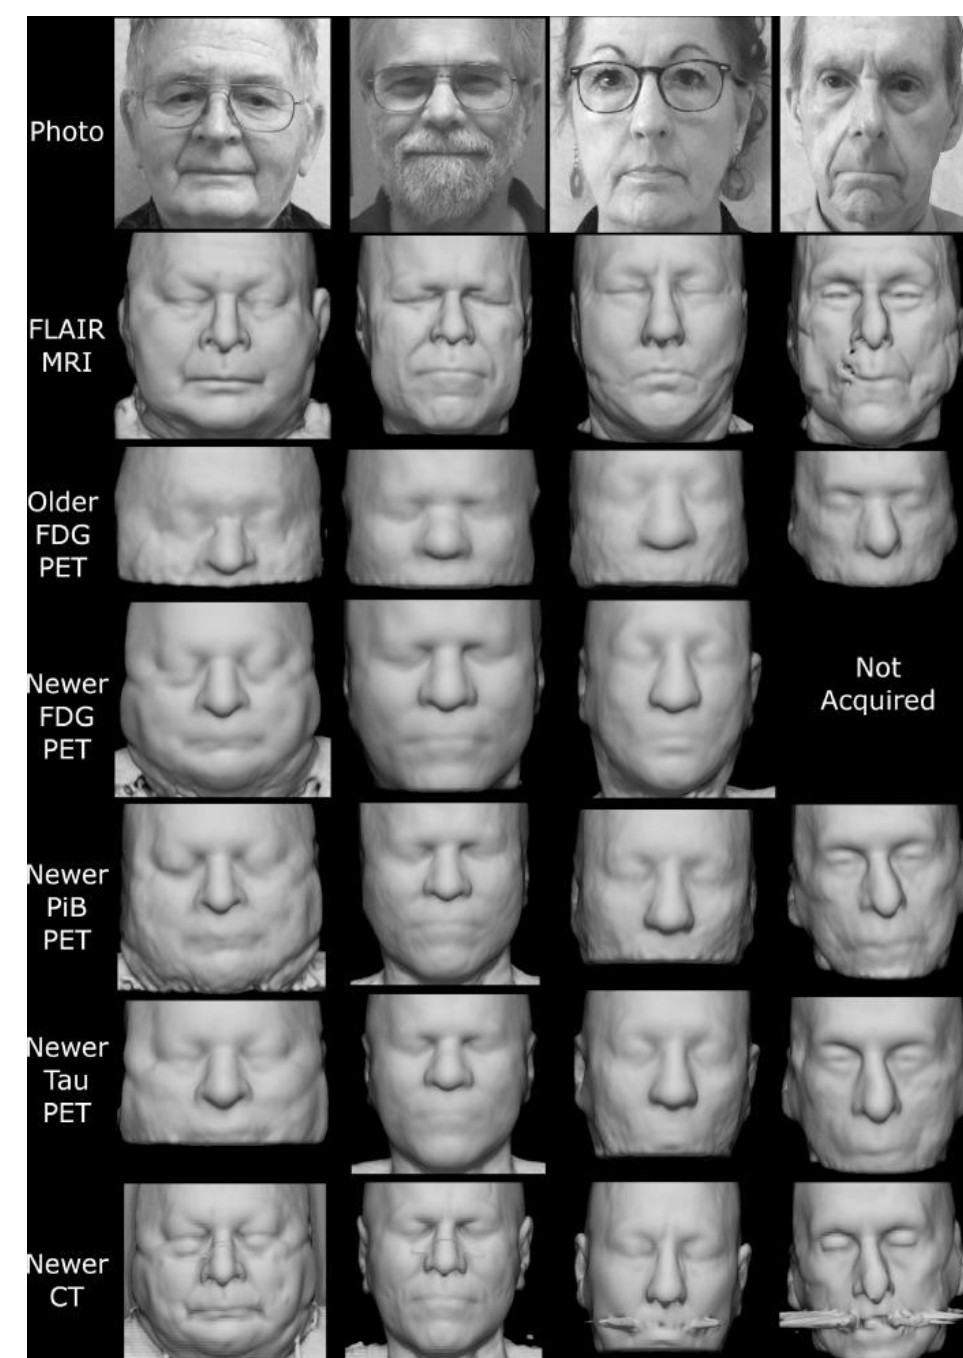 Photo
FLAIR
MRI
Older
FDG
PET
Newer
FDG
PET
Not
Acquired
Newer
PiB
PET
Newer
Tau
PET
Newer
CT